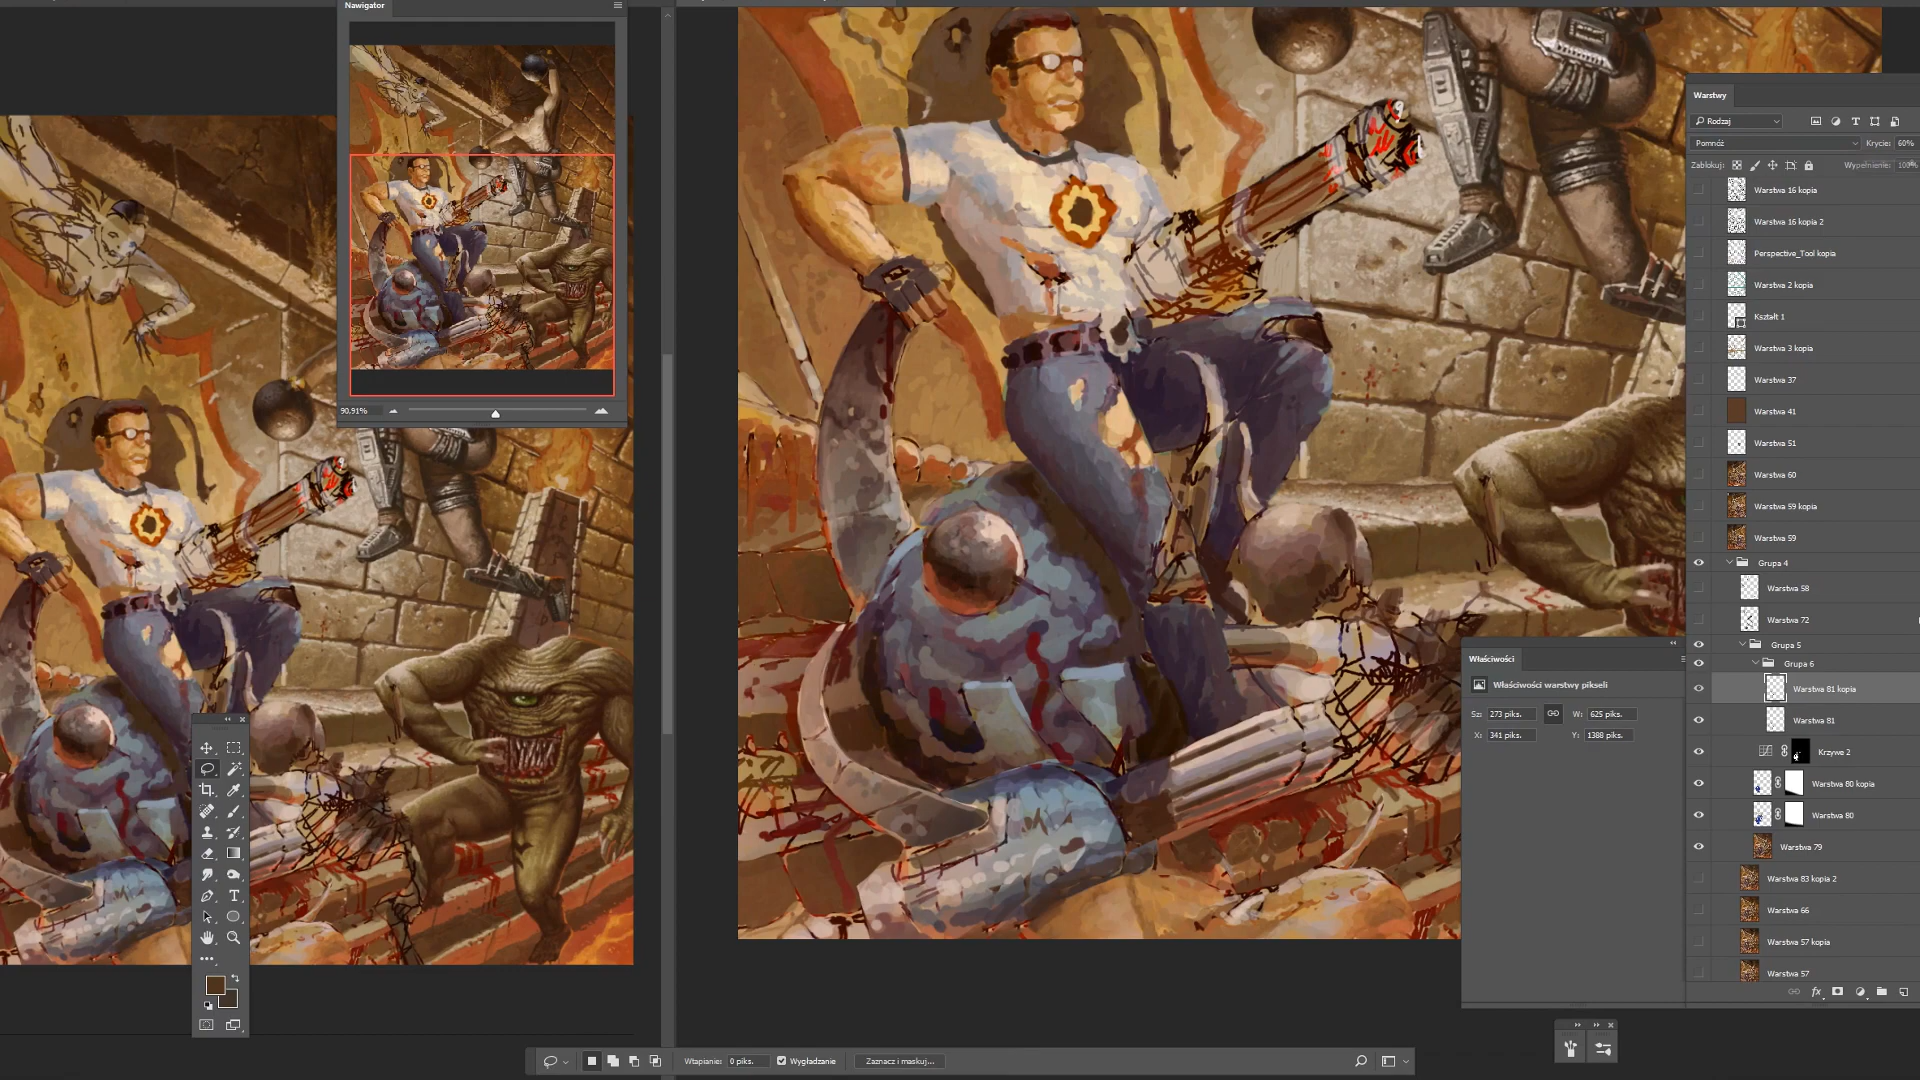 Nawigator
90.91%
Warstwy
Rodzaj
Pomnóż
Krycie: 60%
Zablokuj:
Wypełnienie: 100%
Warstwa 16 kopia
Warstwa 16 kopia 2
Perspective_Tool kopia
Warstwa 2 kopia
Kształt 1
Warstwa 3 kopia
Warstwa 37
Warstwa 41
Warstwa 51
Warstwa 60
Warstwa 59 kopia
Warstwa 59
Grupa 4
Warstwa 58
Warstwa 72
Grupa 5
Grupa 6
Warstwa 81 kopia
Warstwa 81
Krzywe 2
Warstwa 80 kopia
Warstwa 80
Warstwa 79
Warstwa 83 kopia 2
Warstwa 66
Warstwa 57 kopia
Warstwa 57
fx
Właściwości
Właściwości warstwy pikseli
Sz: 273 piks.
W: 625 piks.
X: 341 piks.
Y: 1388 piks.
Wtapianie: 0 piks.
Wygładzanie
Zaznacz i maskuj...